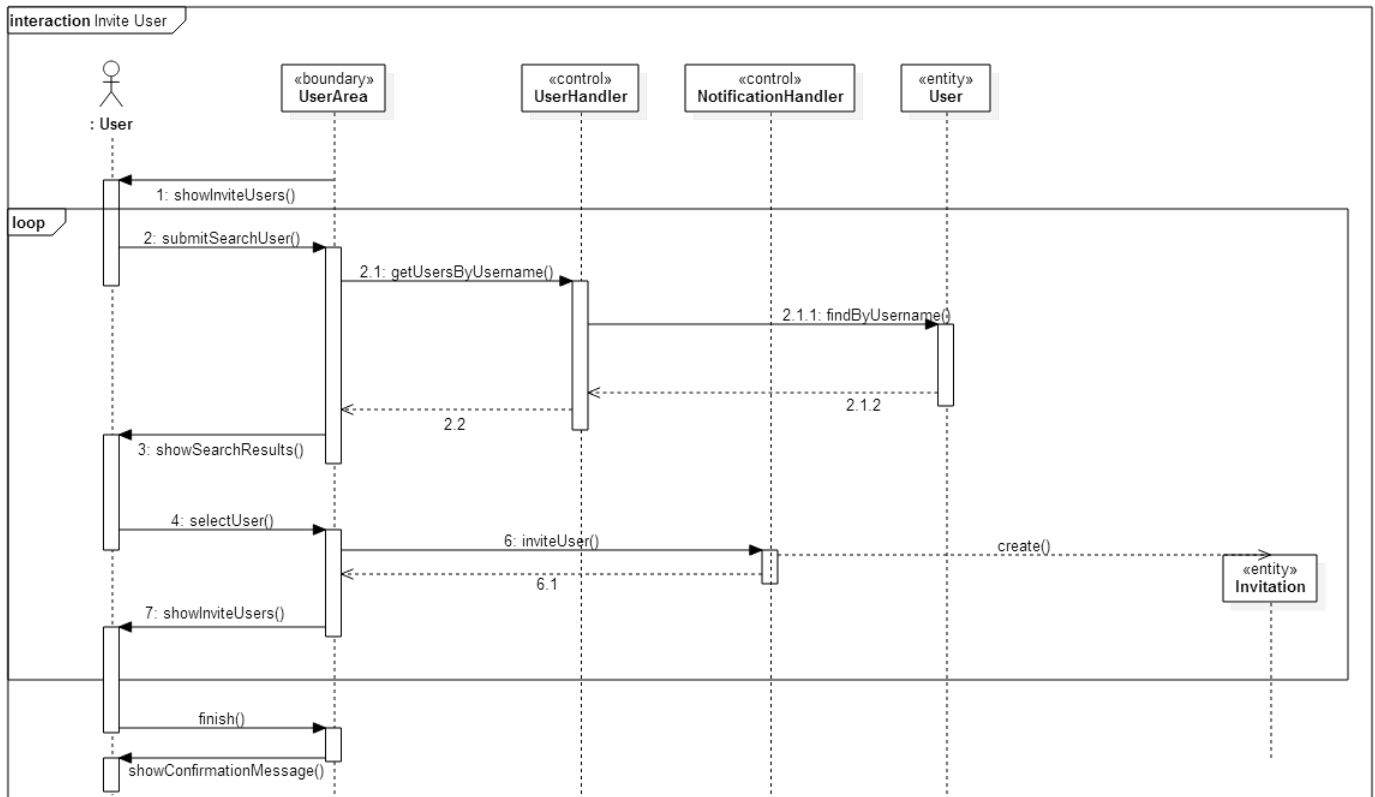 interaction Invite User
: User
«boundary»
UserArea
«control»
UserHandler
«control»
NotificationHandler
«entity»
User
1: showInviteUsers()
loop
2: submitSearchUser()
2.1: getUsersByUsername()
2.1.1: findByUsername()
2.1.2
2.2
3: showSearchResults()
4: selectUser()
6: inviteUser()
create()
6.1
«entity»
Invitation
7: showInviteUsers()
finish()
showConfirmationMessage()